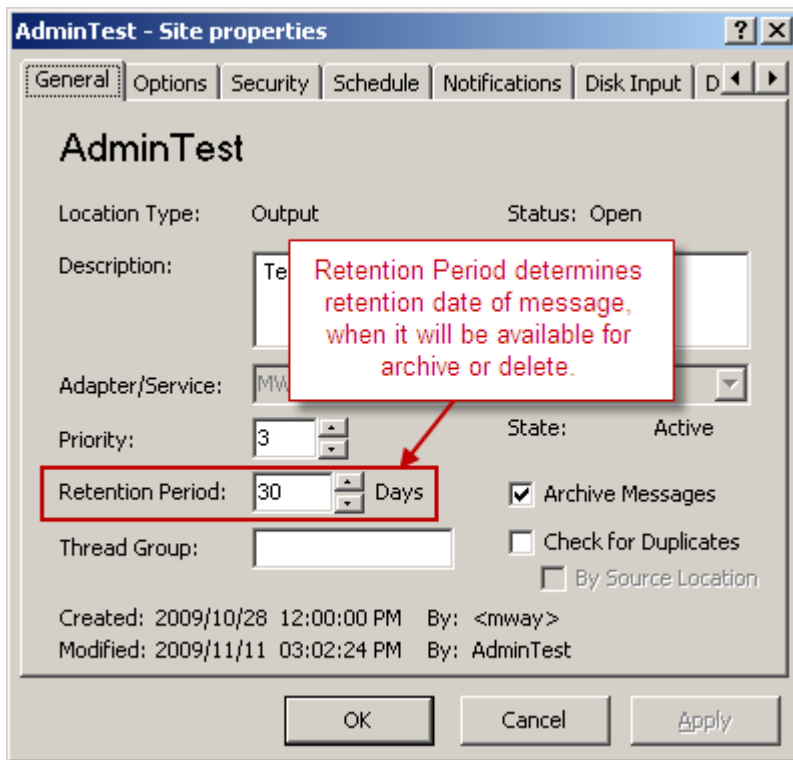 AdminTest - Site properties
General Options Security Schedule Notifications Disk Input D
AdminTest
Location Type: Output Status: Open
Description: Te
Retention Period determines
retention date of message,
when it will be available for
archive or delete.
Adapter/Service: MW
Priority: 3 State: Active
Retention Period: 30 Days Archive Messages
Thread Group: Check for Duplicates
By Source Location
Created: 2009/10/28 12:00:00 PM By: <mway>
Modified: 2009/11/11 03:02:24 PM By: AdminTest
OK Cancel Apply